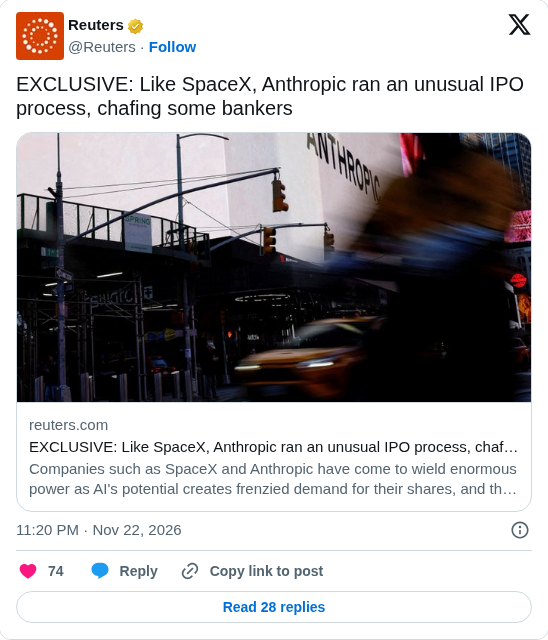 Reuters
@Reuters · Follow
EXCLUSIVE: Like SpaceX, Anthropic ran an unusual IPO
process, chafing some bankers
ANTHROPIC
SPRING
reuters.com
EXCLUSIVE: Like SpaceX, Anthropic ran an unusual IPO process, chaf…
Companies such as SpaceX and Anthropic have come to wield enormous
power as AI's potential creates frenzied demand for their shares, and th…
11:20 PM · Nov 22, 2026
74 Reply Copy link to post
Read 28 replies